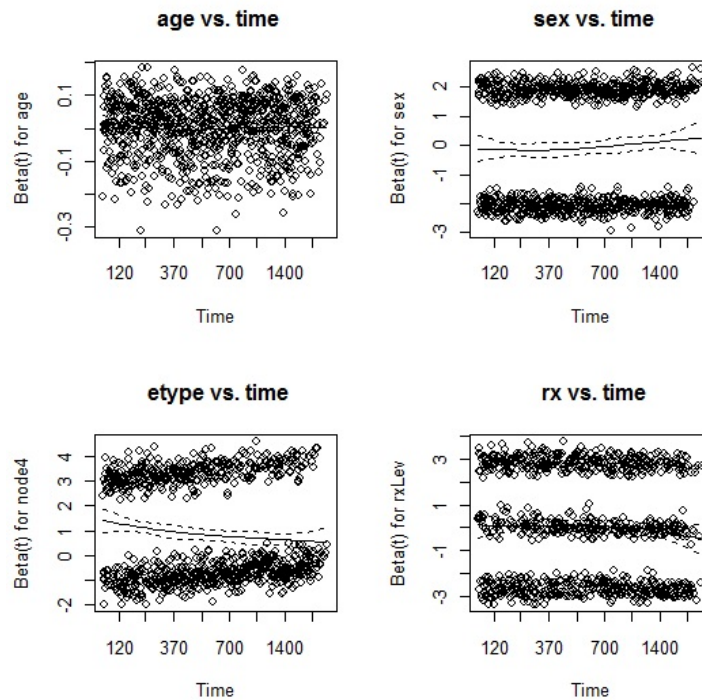 age vs. time
Beta(t) for age
0.1
-0.1
-0.3
120 370 700 1400
Time
sex vs. time
Beta(t) for sex
2
1
0
-1
-3
120 370 700 1400
Time
etype vs. time
Beta(t) for node4
4
3
2
1
0
-2
120 370 700 1400
Time
rx vs. time
Beta(t) for rxLev
3
1
-1
-3
120 370 700 1400
Time